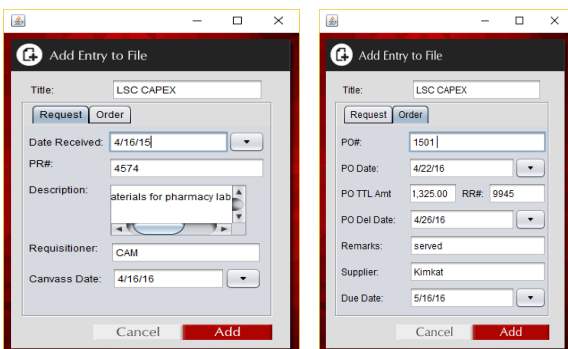 Add Entry to File
Title: LSC CAPEX
Request Order
Date Received: 4/16/15
PR#: 4574
Description: aterials for pharmacy lab
Requisitioner: CAM
Canvass Date: 4/16/16
Cancel Add
Add Entry to File
Title: LSC CAPEX
Request Order
PO#: 1501
PO Date: 4/22/16
PO TTL Amt 1,325.00 RR#: 9945
PO Del Date: 4/26/16
Remarks: served
Supplier: Kimkat
Due Date: 5/16/16
Cancel Add